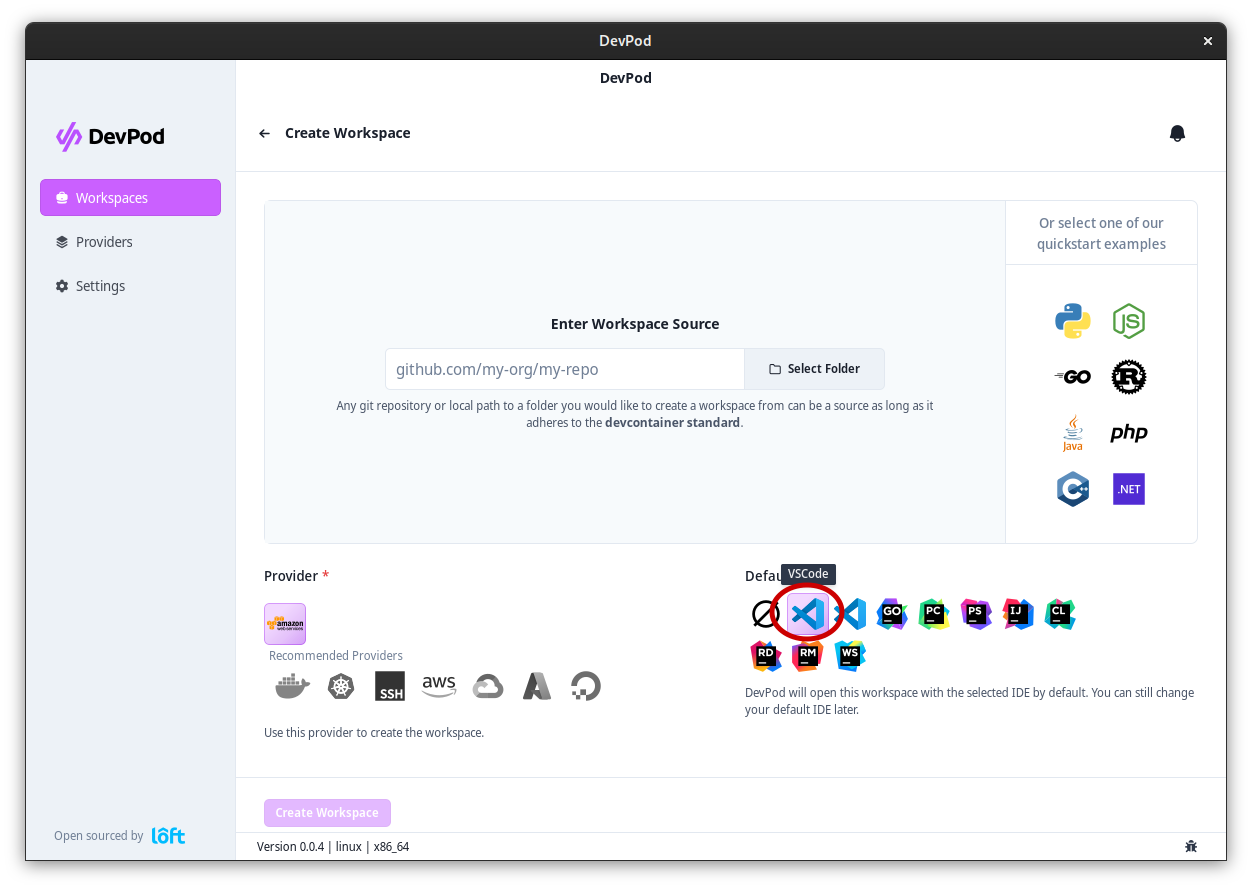 DevPod
DevPod
DevPod
Create Workspace
Workspaces
Providers
Settings
Enter Workspace Source
github.com/my-org/my-repo
Select Folder
Any git repository or local path to a folder you would like to create a workspace from can be a source as long as it
adheres to the devcontainer standard.
Or select one of our
quickstart examples
JS
GO
R
Java
php
C++
.NET
Provider *
amazon
web services
Recommended Providers
SSH
aws
Use this provider to create the workspace.
VSCode
GO
PC
PS
IJ
CL
RD
RM
WS
DevPod will open this workspace with the selected IDE by default. You can still change
your default IDE later.
Create Workspace
Open sourced by loft
Version 0.0.4 | linux | x86_64